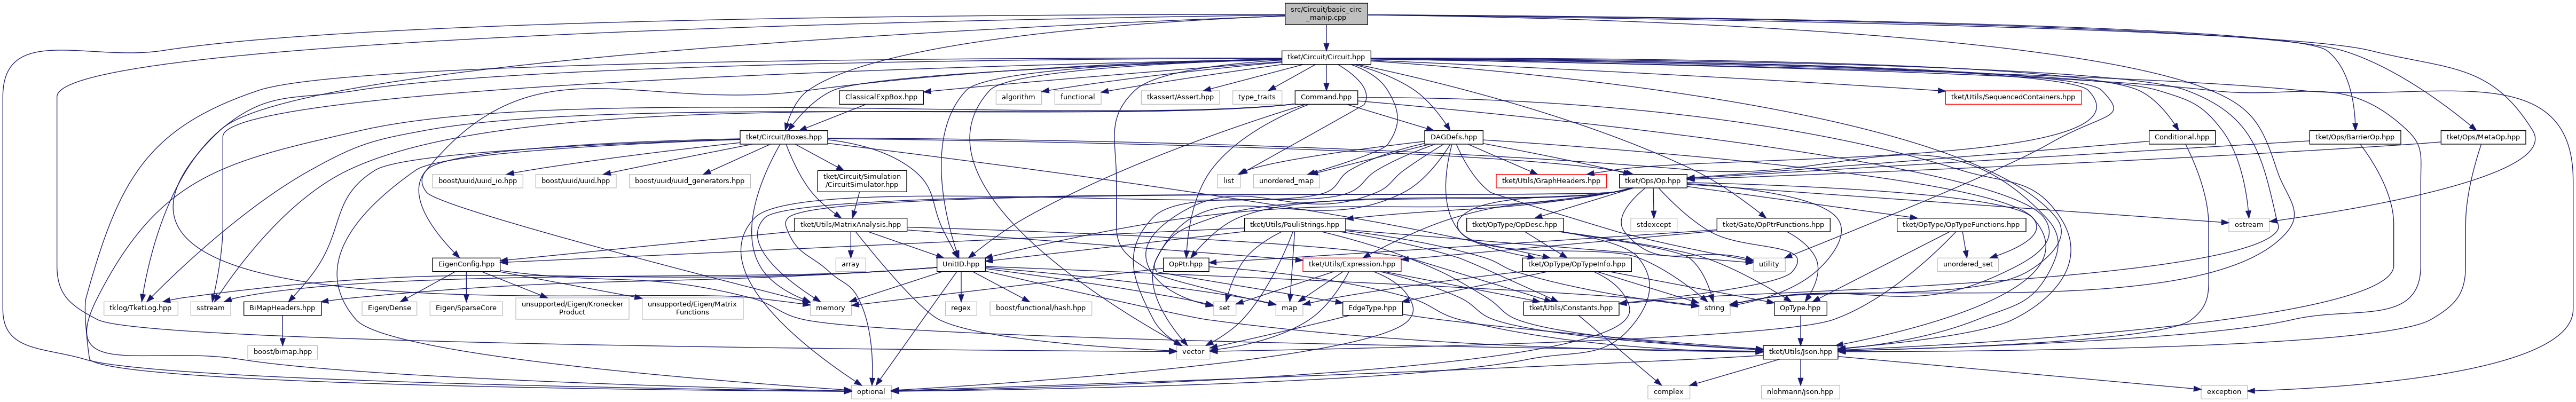 src/Circuit/basic_circ
_manip.cpp
tket/Circuit/Circuit.hpp
ClassicalExpBox.hpp
algorithm
functional
tkassert/Assert.hpp
type_traits
Command.hpp
tket/Utils/SequencedContainers.hpp
tket/Circuit/Boxes.hpp
DAGDefs.hpp
Conditional.hpp
tket/Ops/BarrierOp.hpp
tket/Ops/MetaOp.hpp
boost/uuid/uuid_io.hpp
boost/uuid/uuid.hpp
boost/uuid/uuid_generators.hpp
tket/Circuit/Simulation
/CircuitSimulator.hpp
list
unordered_map
tket/Utils/GraphHeaders.hpp
tket/Ops/Op.hpp
tket/Utils/MatrixAnalysis.hpp
tket/Utils/PauliStrings.hpp
tket/OpType/OpDesc.hpp
stdexcept
tket/Gate/OpPtrFunctions.hpp
tket/OpType/OpTypeFunctions.hpp
ostream
EigenConfig.hpp
array
UnitID.hpp
OpPtr.hpp
tket/Utils/Expression.hpp
tket/OpType/OpTypeInfo.hpp
utility
unordered_set
tklog/TketLog.hpp
sstream
BiMapHeaders.hpp
Eigen/Dense
Eigen/SparseCore
unsupported/Eigen/Kronecker
Product
unsupported/Eigen/Matrix
Functions
memory
regex
boost/functional/hash.hpp
set
map
EdgeType.hpp
tket/Utils/Constants.hpp
string
OpType.hpp
boost/bimap.hpp
vector
tket/Utils/Json.hpp
optional
complex
nlohmann/json.hpp
exception